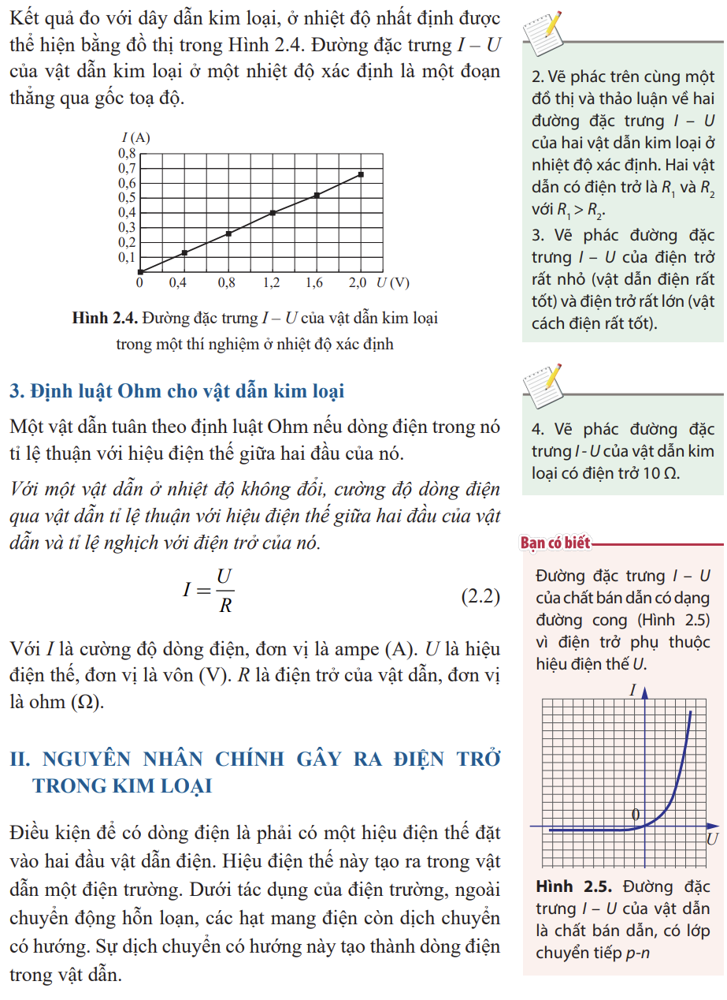 Kết quả đo với dây dẫn kim loại, ở nhiệt độ nhất định được
thể hiện bằng đồ thị trong Hình 2.4. Đường đặc trưng I – U
của vật dẫn kim loại ở một nhiệt độ xác định là một đoạn
thẳng qua gốc toạ độ.
I (A)
0,8
0,7
0,6
0,5
0,4
0,3
0,2
0,1
0 0,4 0,8 1,2 1,6 2,0 U (V)
Hình 2.4. Đường đặc trưng I – U của vật dẫn kim loại
trong một thí nghiệm ở nhiệt độ xác định
3. Định luật Ohm cho vật dẫn kim loại
Một vật dẫn tuân theo định luật Ohm nếu dòng điện trong nó
tỉ lệ thuận với hiệu điện thế giữa hai đầu của nó.
Với một vật dẫn ở nhiệt độ không đổi, cường độ dòng điện
qua vật dẫn tỉ lệ thuận với hiệu điện thế giữa hai đầu của vật
dẫn và tỉ lệ nghịch với điện trở của nó.
I = U/R (2.2)
Với I là cường độ dòng điện, đơn vị là ampe (A). U là hiệu
điện thế, đơn vị là vôn (V). R là điện trở của vật dẫn, đơn vị
là ohm (Ω).
II. NGUYÊN NHÂN CHÍNH GÂY RA ĐIỆN TRỞ
TRONG KIM LOẠI
Điều kiện để có dòng điện là phải có một hiệu điện thế đặt
vào hai đầu vật dẫn điện. Hiệu điện thế này tạo ra trong vật
dẫn một điện trường. Dưới tác dụng của điện trường, ngoài
chuyển động hỗn loạn, các hạt mang điện còn dịch chuyển
có hướng. Sự dịch chuyển có hướng này tạo thành dòng điện
trong vật dẫn.
2. Vẽ phác trên cùng một
đồ thị và thảo luận về hai
đường đặc trưng I – U
của hai vật dẫn kim loại ở
nhiệt độ xác định. Hai vật
dẫn có điện trở là R₁ và R₂
với R₁ > R₂.
3. Vẽ phác đường đặc
trưng I – U của điện trở
rất nhỏ (vật dẫn điện rất
tốt) và điện trở rất lớn (vật
cách điện rất tốt).
4. Vẽ phác đường đặc
trưng I - U của vật dẫn kim
loại có điện trở 10 Ω.
Bạn có biết
Đường đặc trưng I – U
của chất bán dẫn có dạng
đường cong (Hình 2.5)
vì điện trở phụ thuộc
hiệu điện thế U.
I
0
U
Hình 2.5. Đường đặc
trưng I – U của vật dẫn
là chất bán dẫn, có lớp
chuyển tiếp p-n